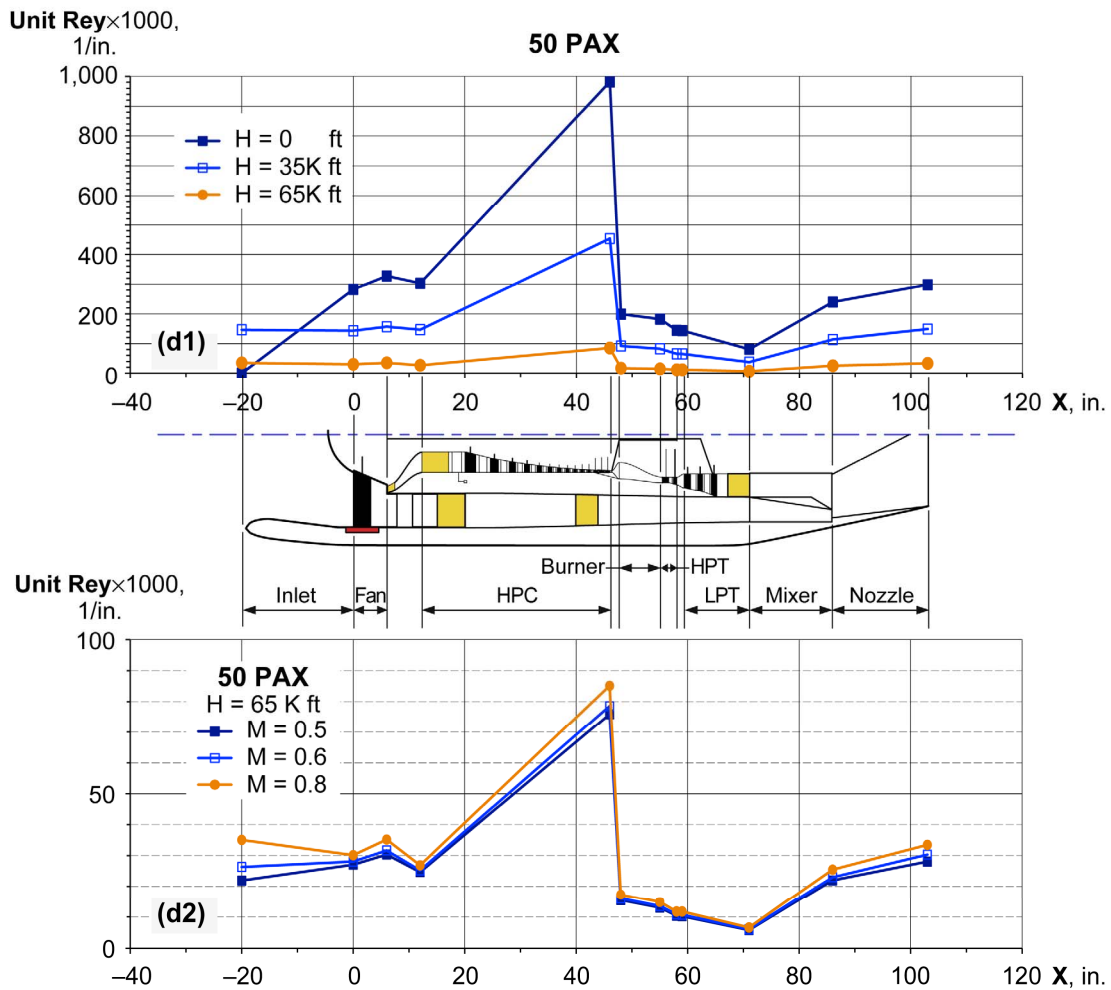 Unit Rey×1000,
1/in.
50 PAX
1,000
800
600
400
200
0
H = 0 ft
H = 35K ft
H = 65K ft
(d1)
–40 –20 0 20 40 60 80 100 120 X, in.
Burner HPT
Unit Rey×1000,
1/in.
Inlet Fan HPC LPT Mixer Nozzle
100
50
0
50 PAX
H = 65 K ft
M = 0.5
M = 0.6
M = 0.8
(d2)
–40 –20 0 20 40 60 80 100 120 X, in.